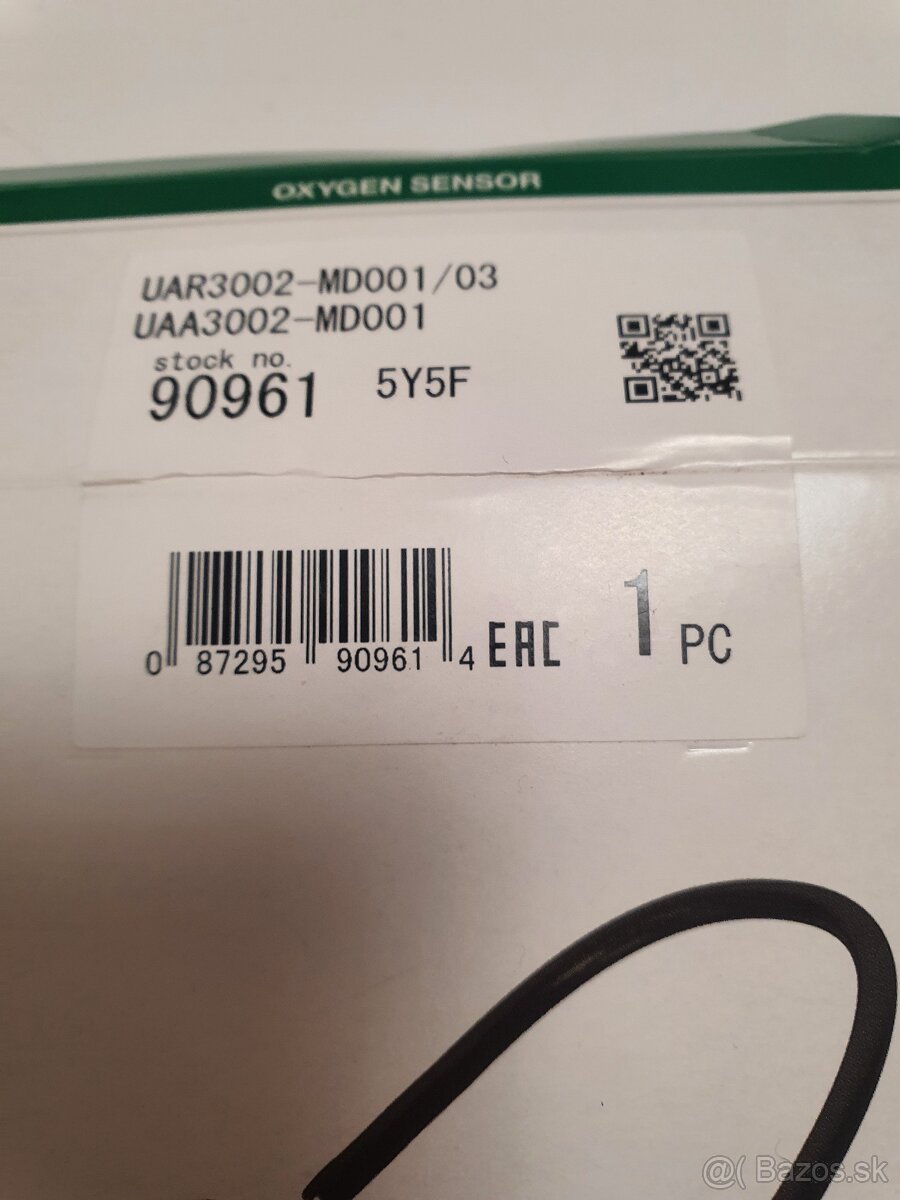 OXYGEN SENSOR
UAR3002-MD001/03
UAA3002-MD001
stock no.
90961 5Y5F
0 87295 90961 4 EAC 1 PC
@( Bazos.sk